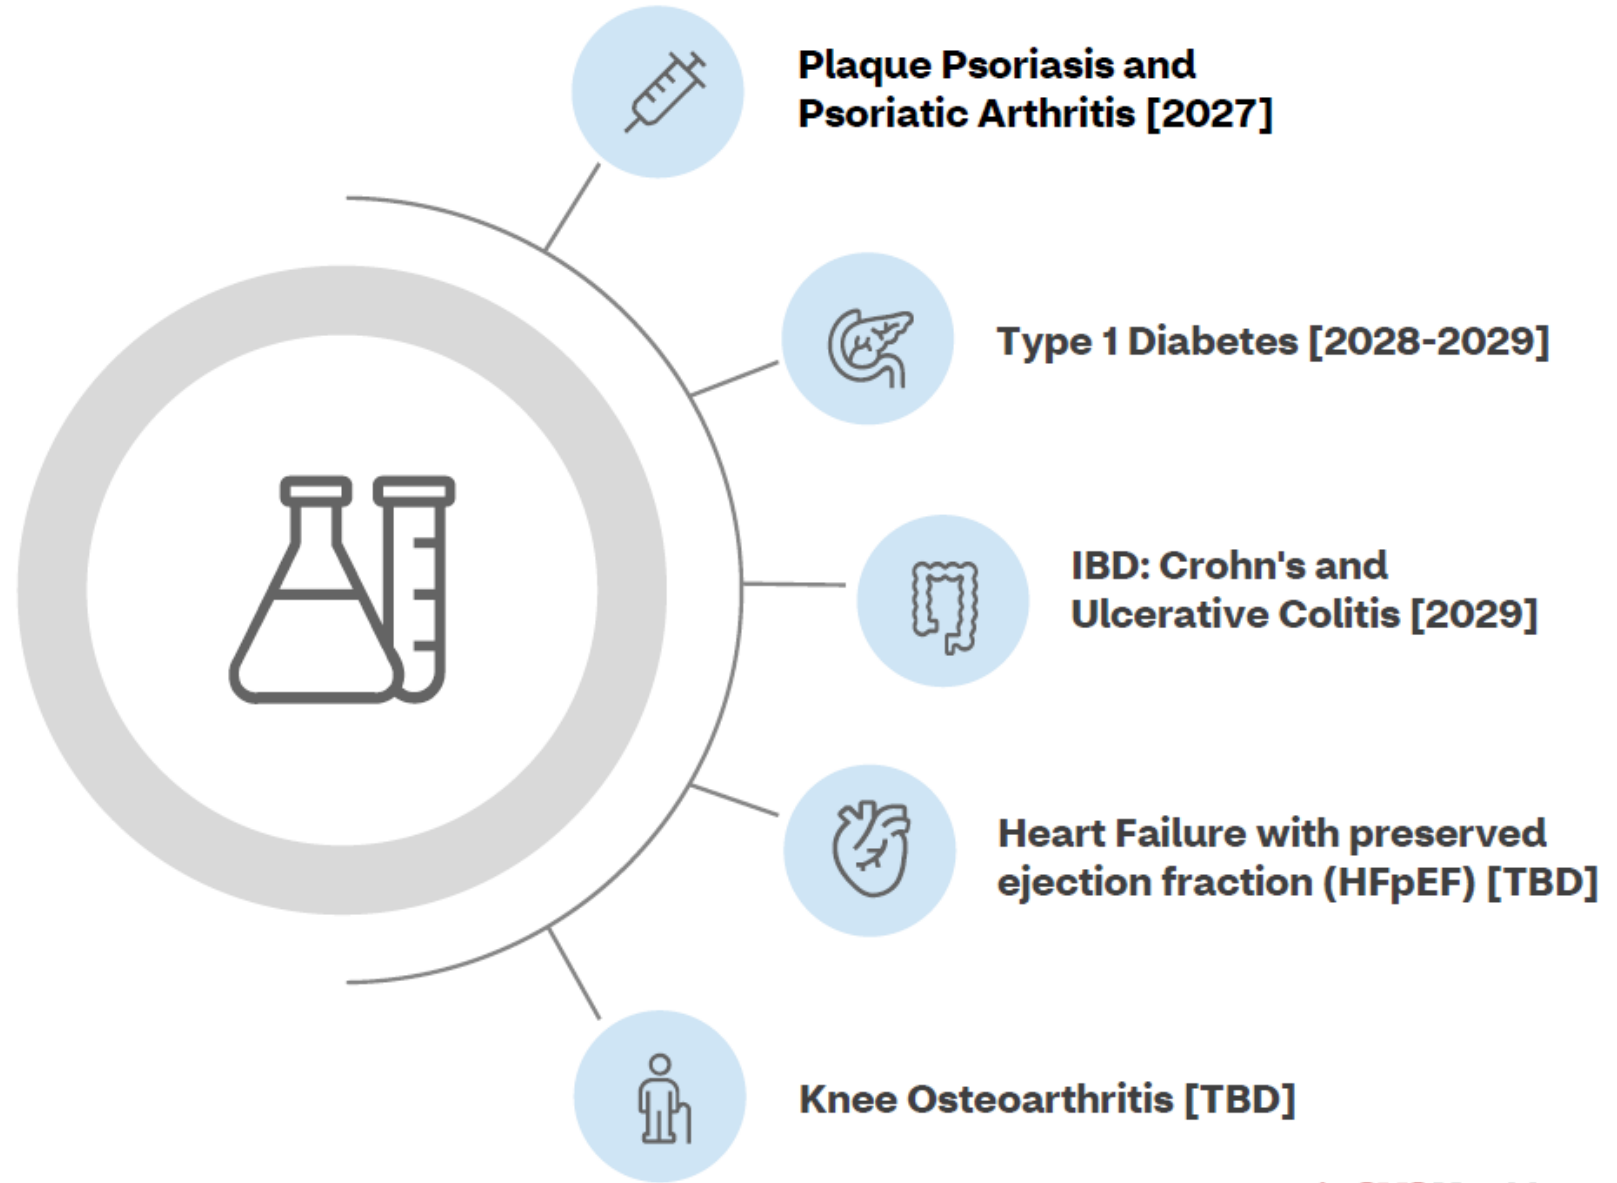 Plaque Psoriasis and
Psoriatic Arthritis [2027]
Type 1 Diabetes [2028-2029]
IBD: Crohn's and
Ulcerative Colitis [2029]
Heart Failure with preserved
ejection fraction (HFpEF) [TBD]
Knee Osteoarthritis [TBD]